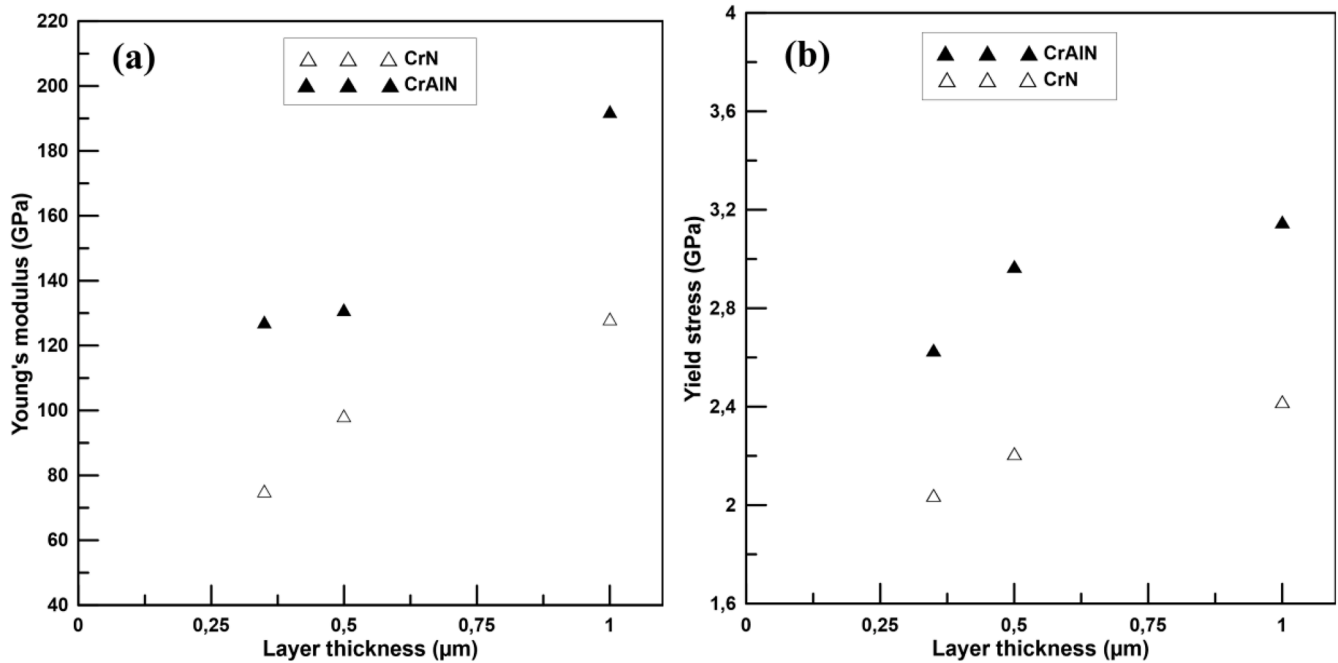 (a)
CrN
CrAlN
220
200
180
160
140
120
100
80
60
40
Young's modulus (GPa)
0
0,25
0,5
0,75
1
Layer thickness (µm)
(b)
CrAlN
CrN
4
3,6
3,2
2,8
2,4
2
1,6
Yield stress (GPa)
0
0,25
0,5
0,75
1
Layer thickness (µm)